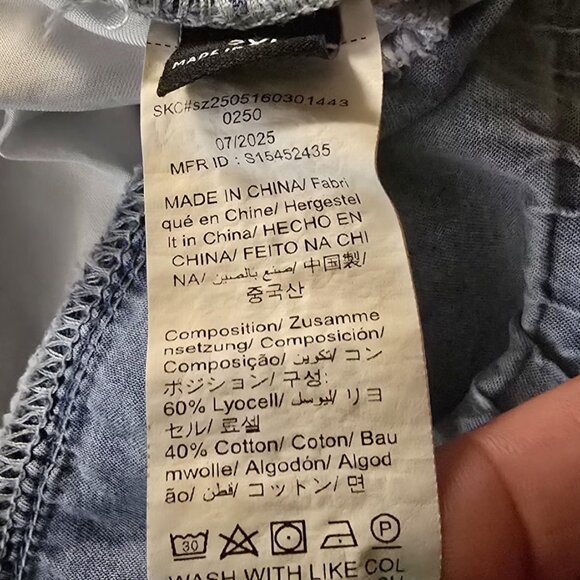 MADE IN
SKC#sz2505160301443
0250
07/2025
MFR ID : S15452435
MADE IN CHINA/ Fabri
qué en Chine/ Hergestel
lt in China/ HECHO EN
CHINA/ FEITO NA CHI
NA/ صنع بالصين/ 中国製/
중국산
Composition/ Zusamme
nsetzung/ Composición/
Composição/ تكوين/ コン
ポジション/ 구성:
60% Lyocell/ ليوسل/ リヨ
セル/ 료셀
40% Cotton/ Coton/ Bau
mwolle/ Algodón/ Algod
ão/ قطن/ コットン/ 면
30
P
WASH WITH LIKE COL